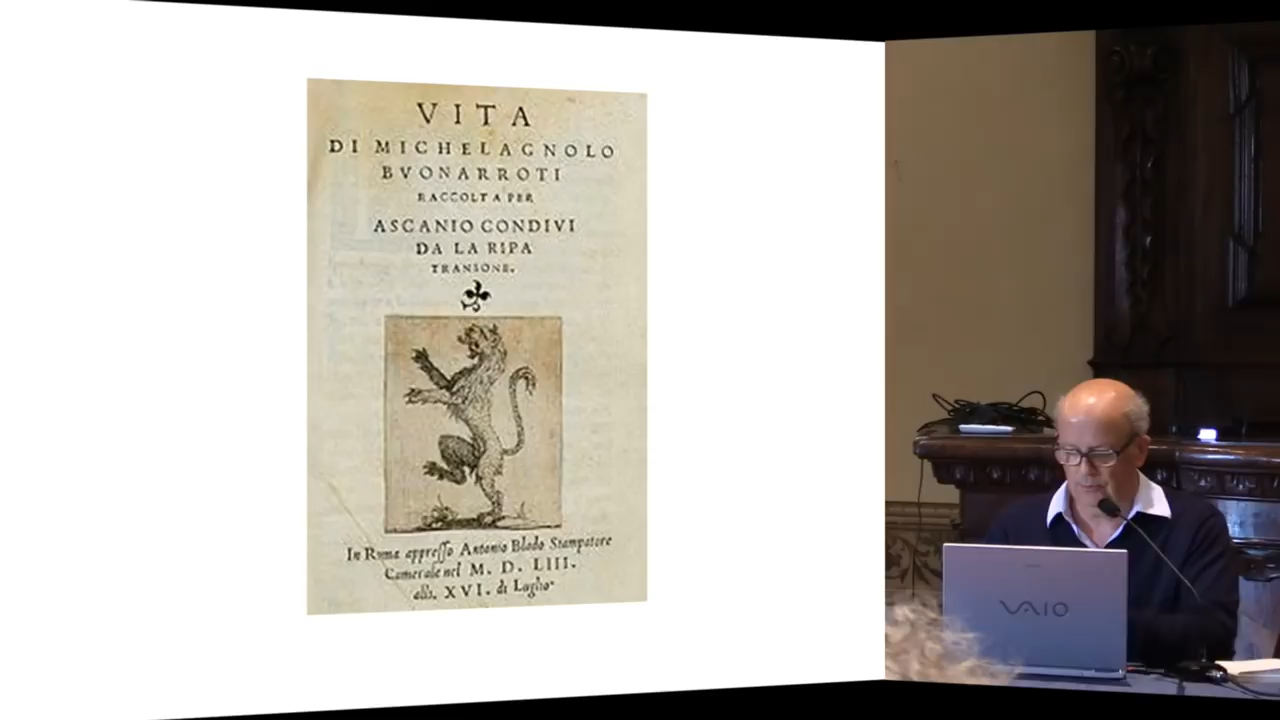 VITA
DI MICHELAGNOLO
BVONARROTI
RACCOLTA PER
ASCANIO CONDIVI
DA LA RIPA
TRANSONE.
In Roma appresso Antonio Blado Stampatore
Camerale nel M. D. LIII.
alli. XVI. di Luglio
VAIO